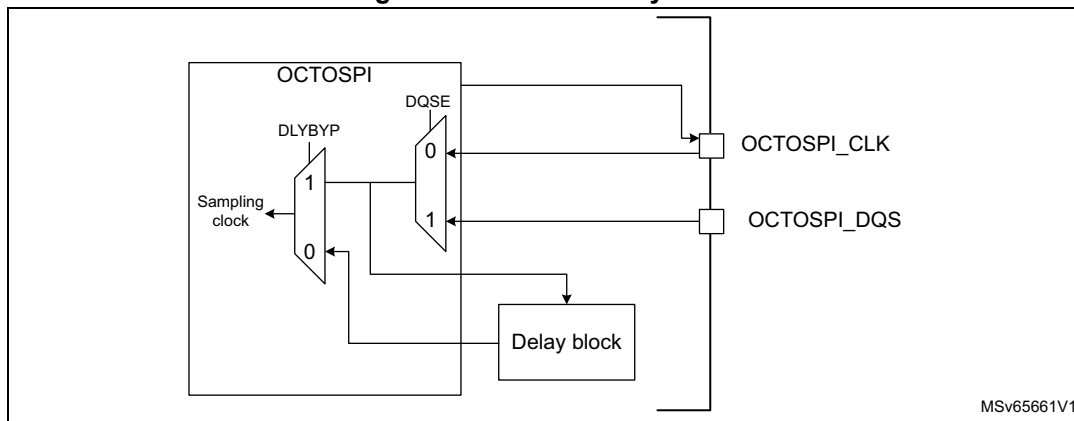 OCTOSPI
DQSE
DLYBYP
0
OCTOSPI_CLK
1
Sampling
clock
1
OCTOSPI_DQS
0
Delay block
MSv65661V1